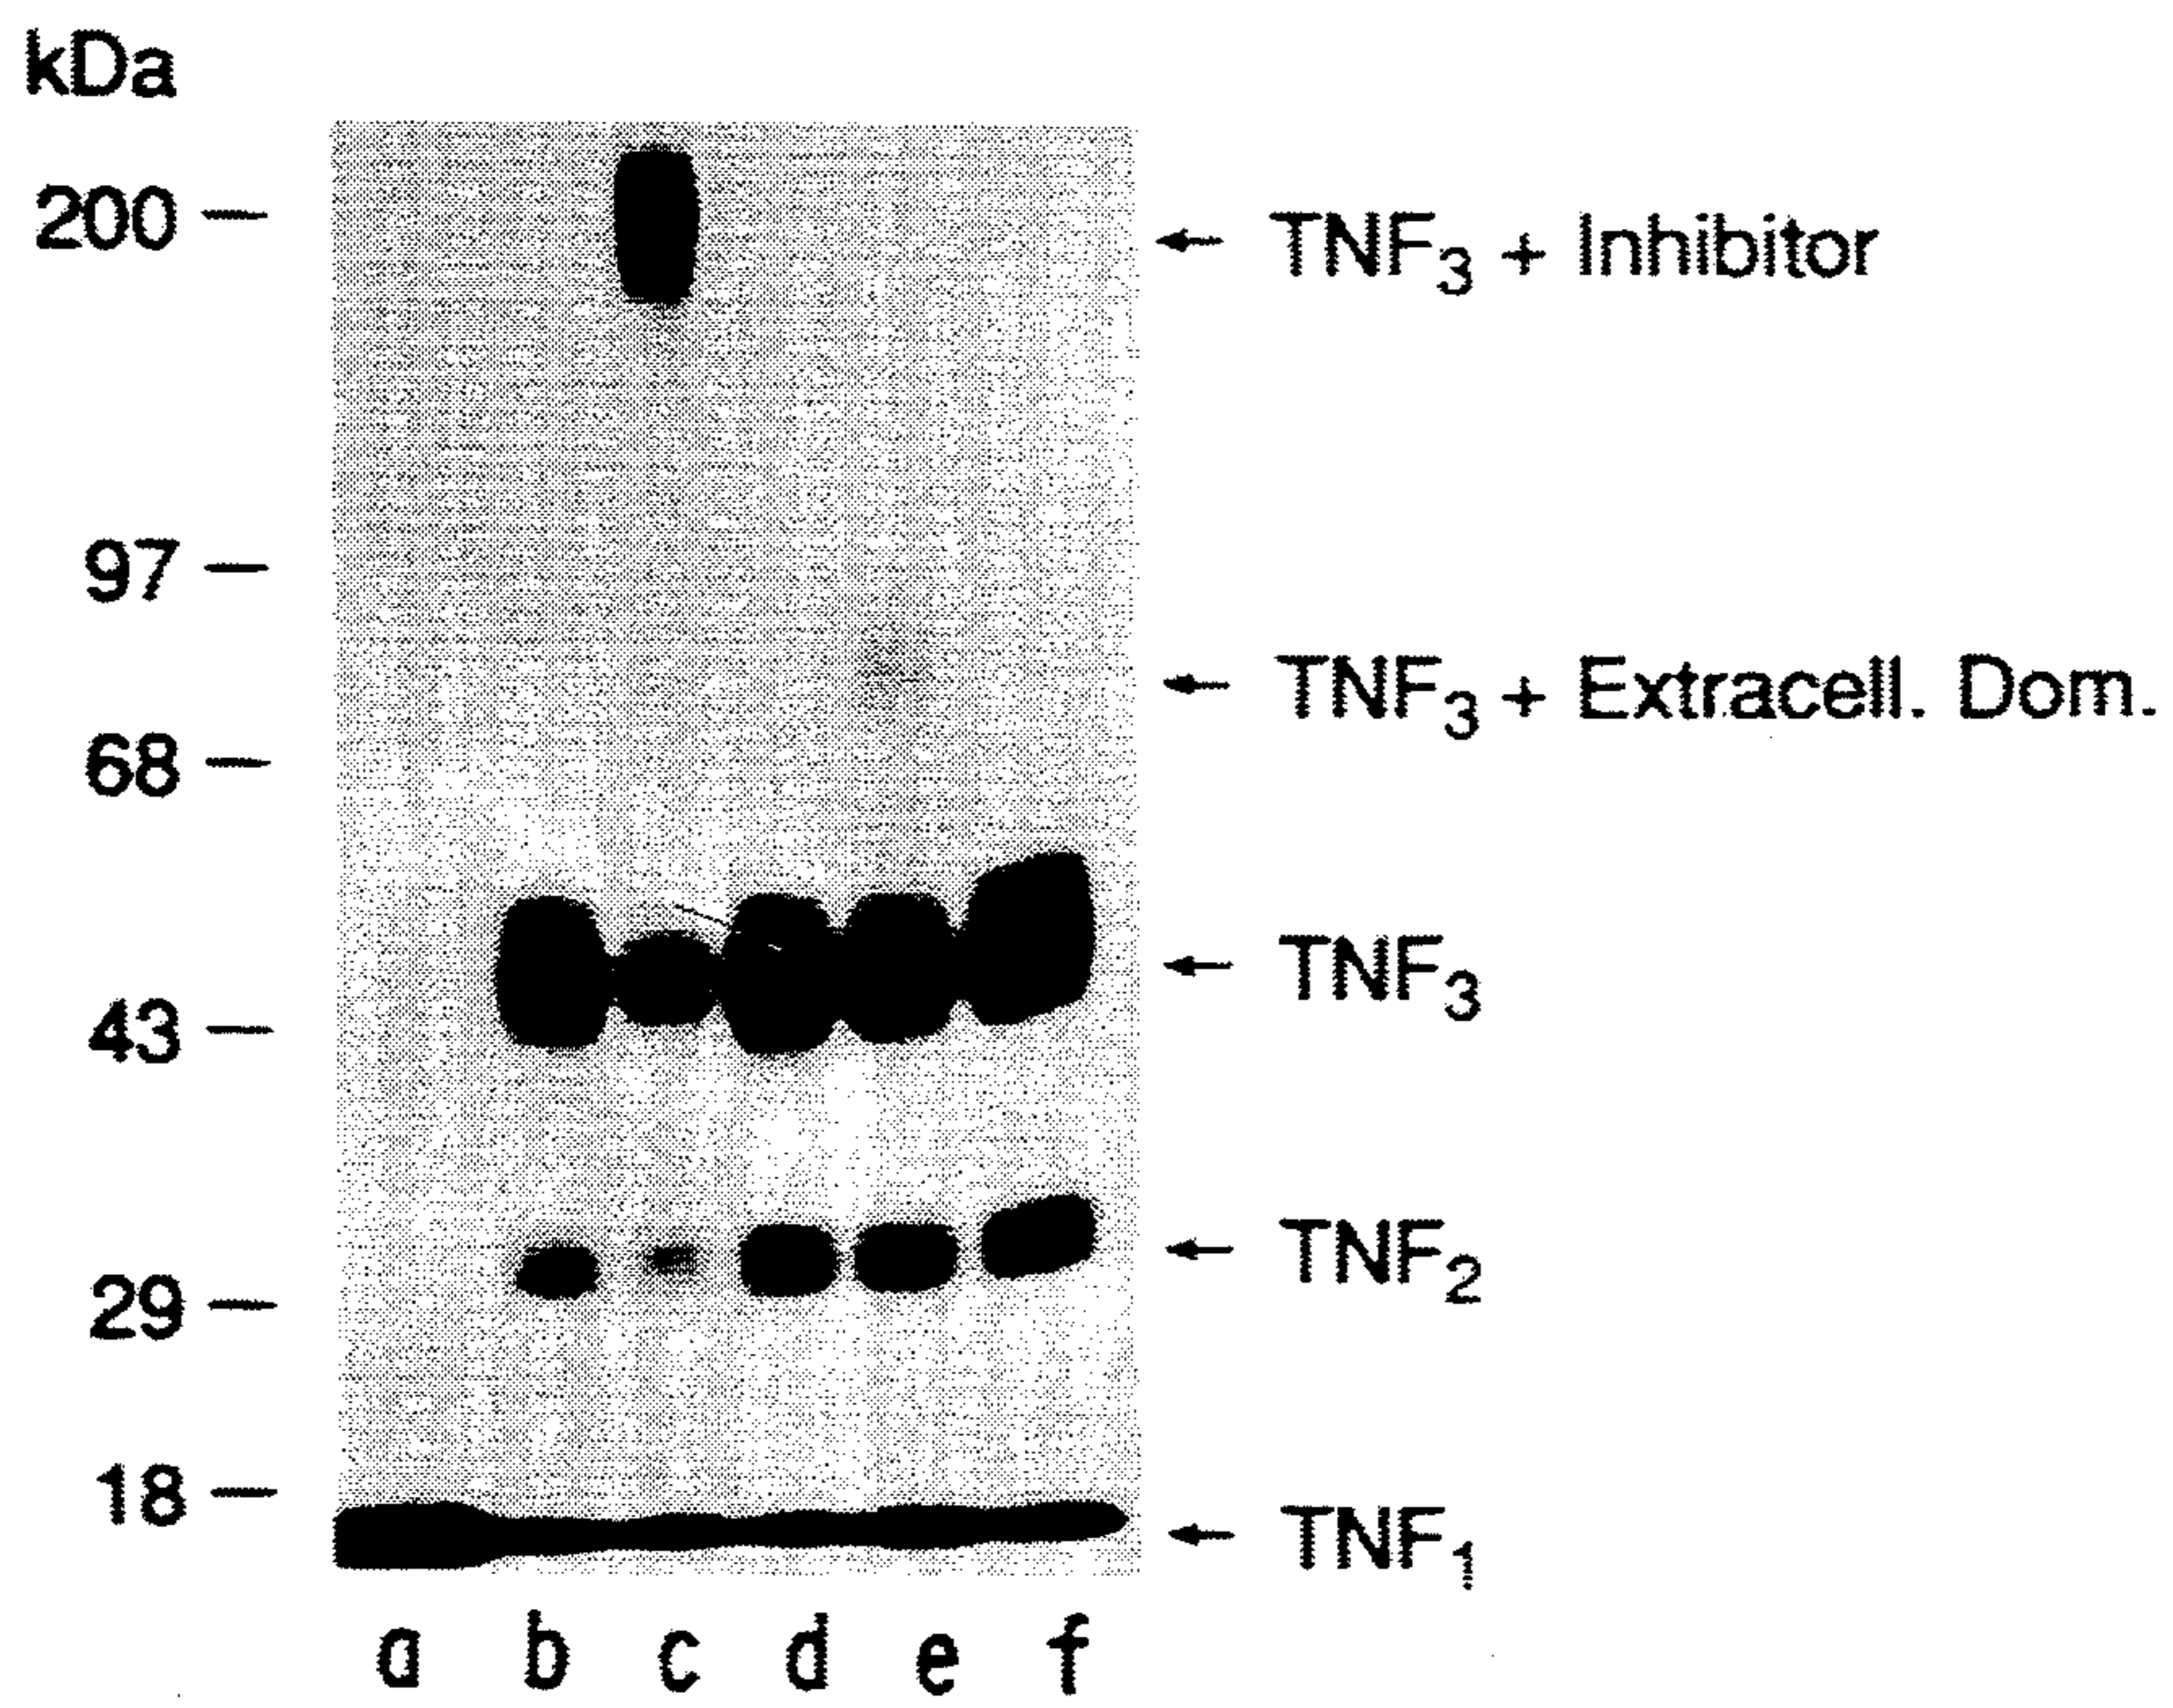 kDa
200
TNF3 + Inhibitor
97
TNF3 + Extracell. Dom.
68
TNF3
43
TNF2
29
18
TNF1
a b c d e f